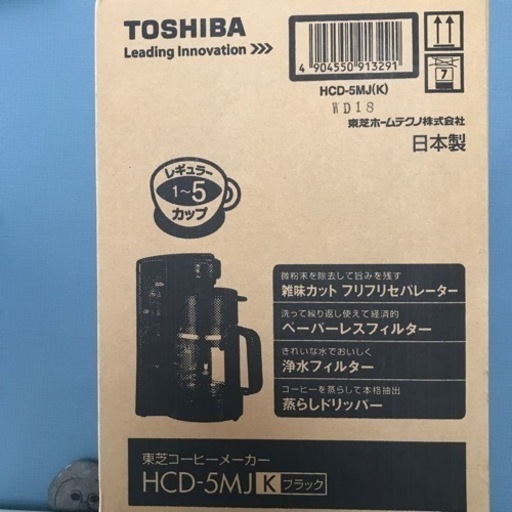 TOSHIBA
Leading Innovation >>>
4 904550 913291
HCD-5MJ(K)
WD18
東芝ホームテクノ株式会社
日本製
7
レギュラー
1~5
カップ
微粉末を除去して旨みを残す
雑味カット フリフリセパレーター
洗って繰り返し使えて経済的
ペーパーレスフィルター
きれいな水でおいしく
浄水フィルター
コーヒーを蒸らして本格抽出
蒸らしドリッパー
東芝コーヒーメーカー
HCD-5MJ K ブラック